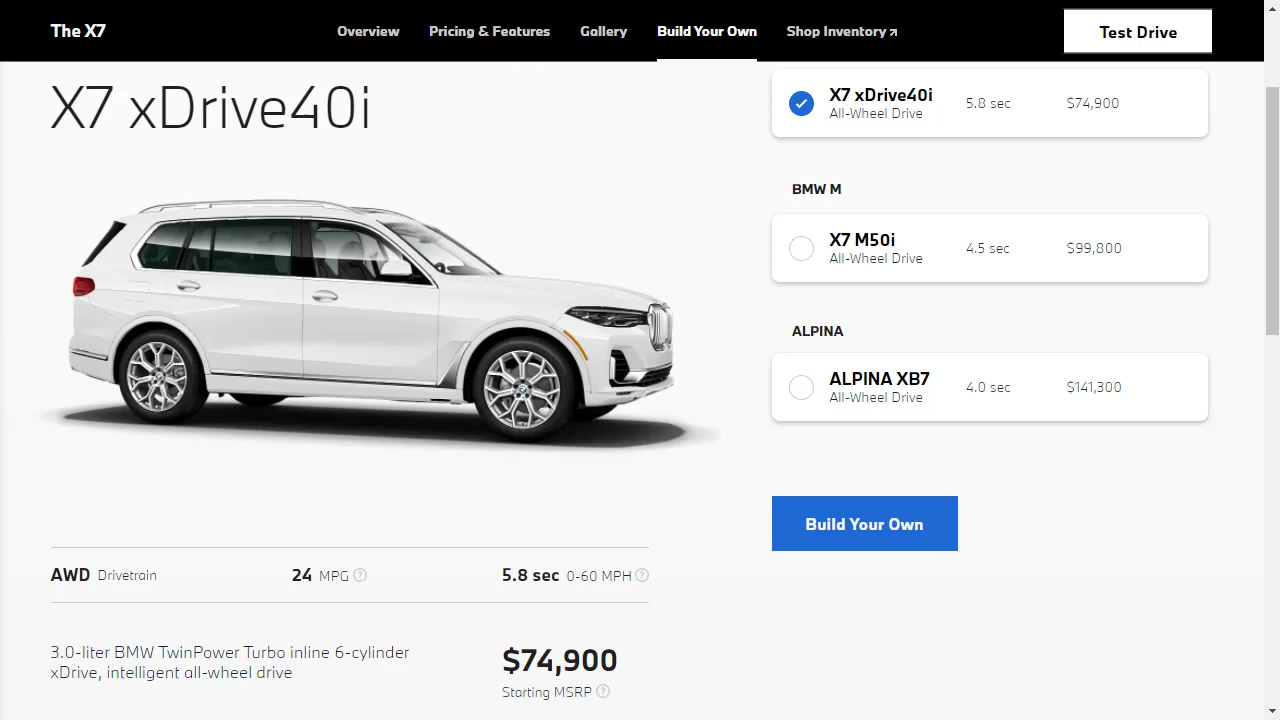 The X7
Overview
Pricing & Features
Gallery
Build Your Own
Shop Inventory
Test Drive
X7 xDrive40i
X7 xDrive40i
All-Wheel Drive
5.8 sec
$74,900
BMW M
X7 M50i
All-Wheel Drive
4.5 sec
$99,800
ALPINA
ALPINA XB7
All-Wheel Drive
4.0 sec
$141,300
Build Your Own
AWD Drivetrain
24 MPG ?
5.8 sec 0-60 MPH ?
3.0-liter BMW TwinPower Turbo inline 6-cylinder
xDrive, intelligent all-wheel drive
$74,900
Starting MSRP ?